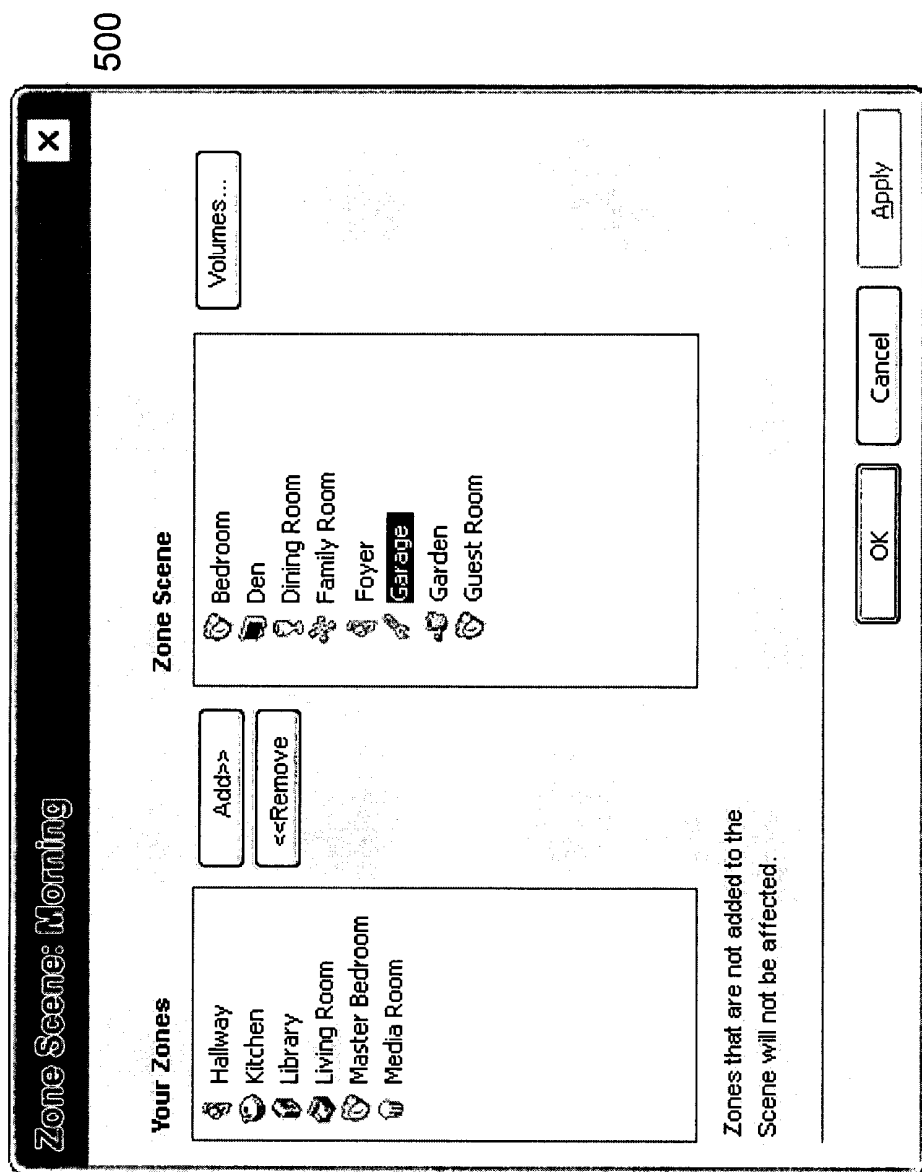 500
Zone Scene: Morning
Your Zones
Hallway
Kitchen
Library
Living Room
Master Bedroom
Media Room
Add>>
<<Remove
Zone Scene
Bedroom
Den
Dining Room
Family Room
Foyer
Garage
Garden
Guest Room
Volumes...
Zones that are not added to the
Scene will not be affected.
OK
Cancel
Apply